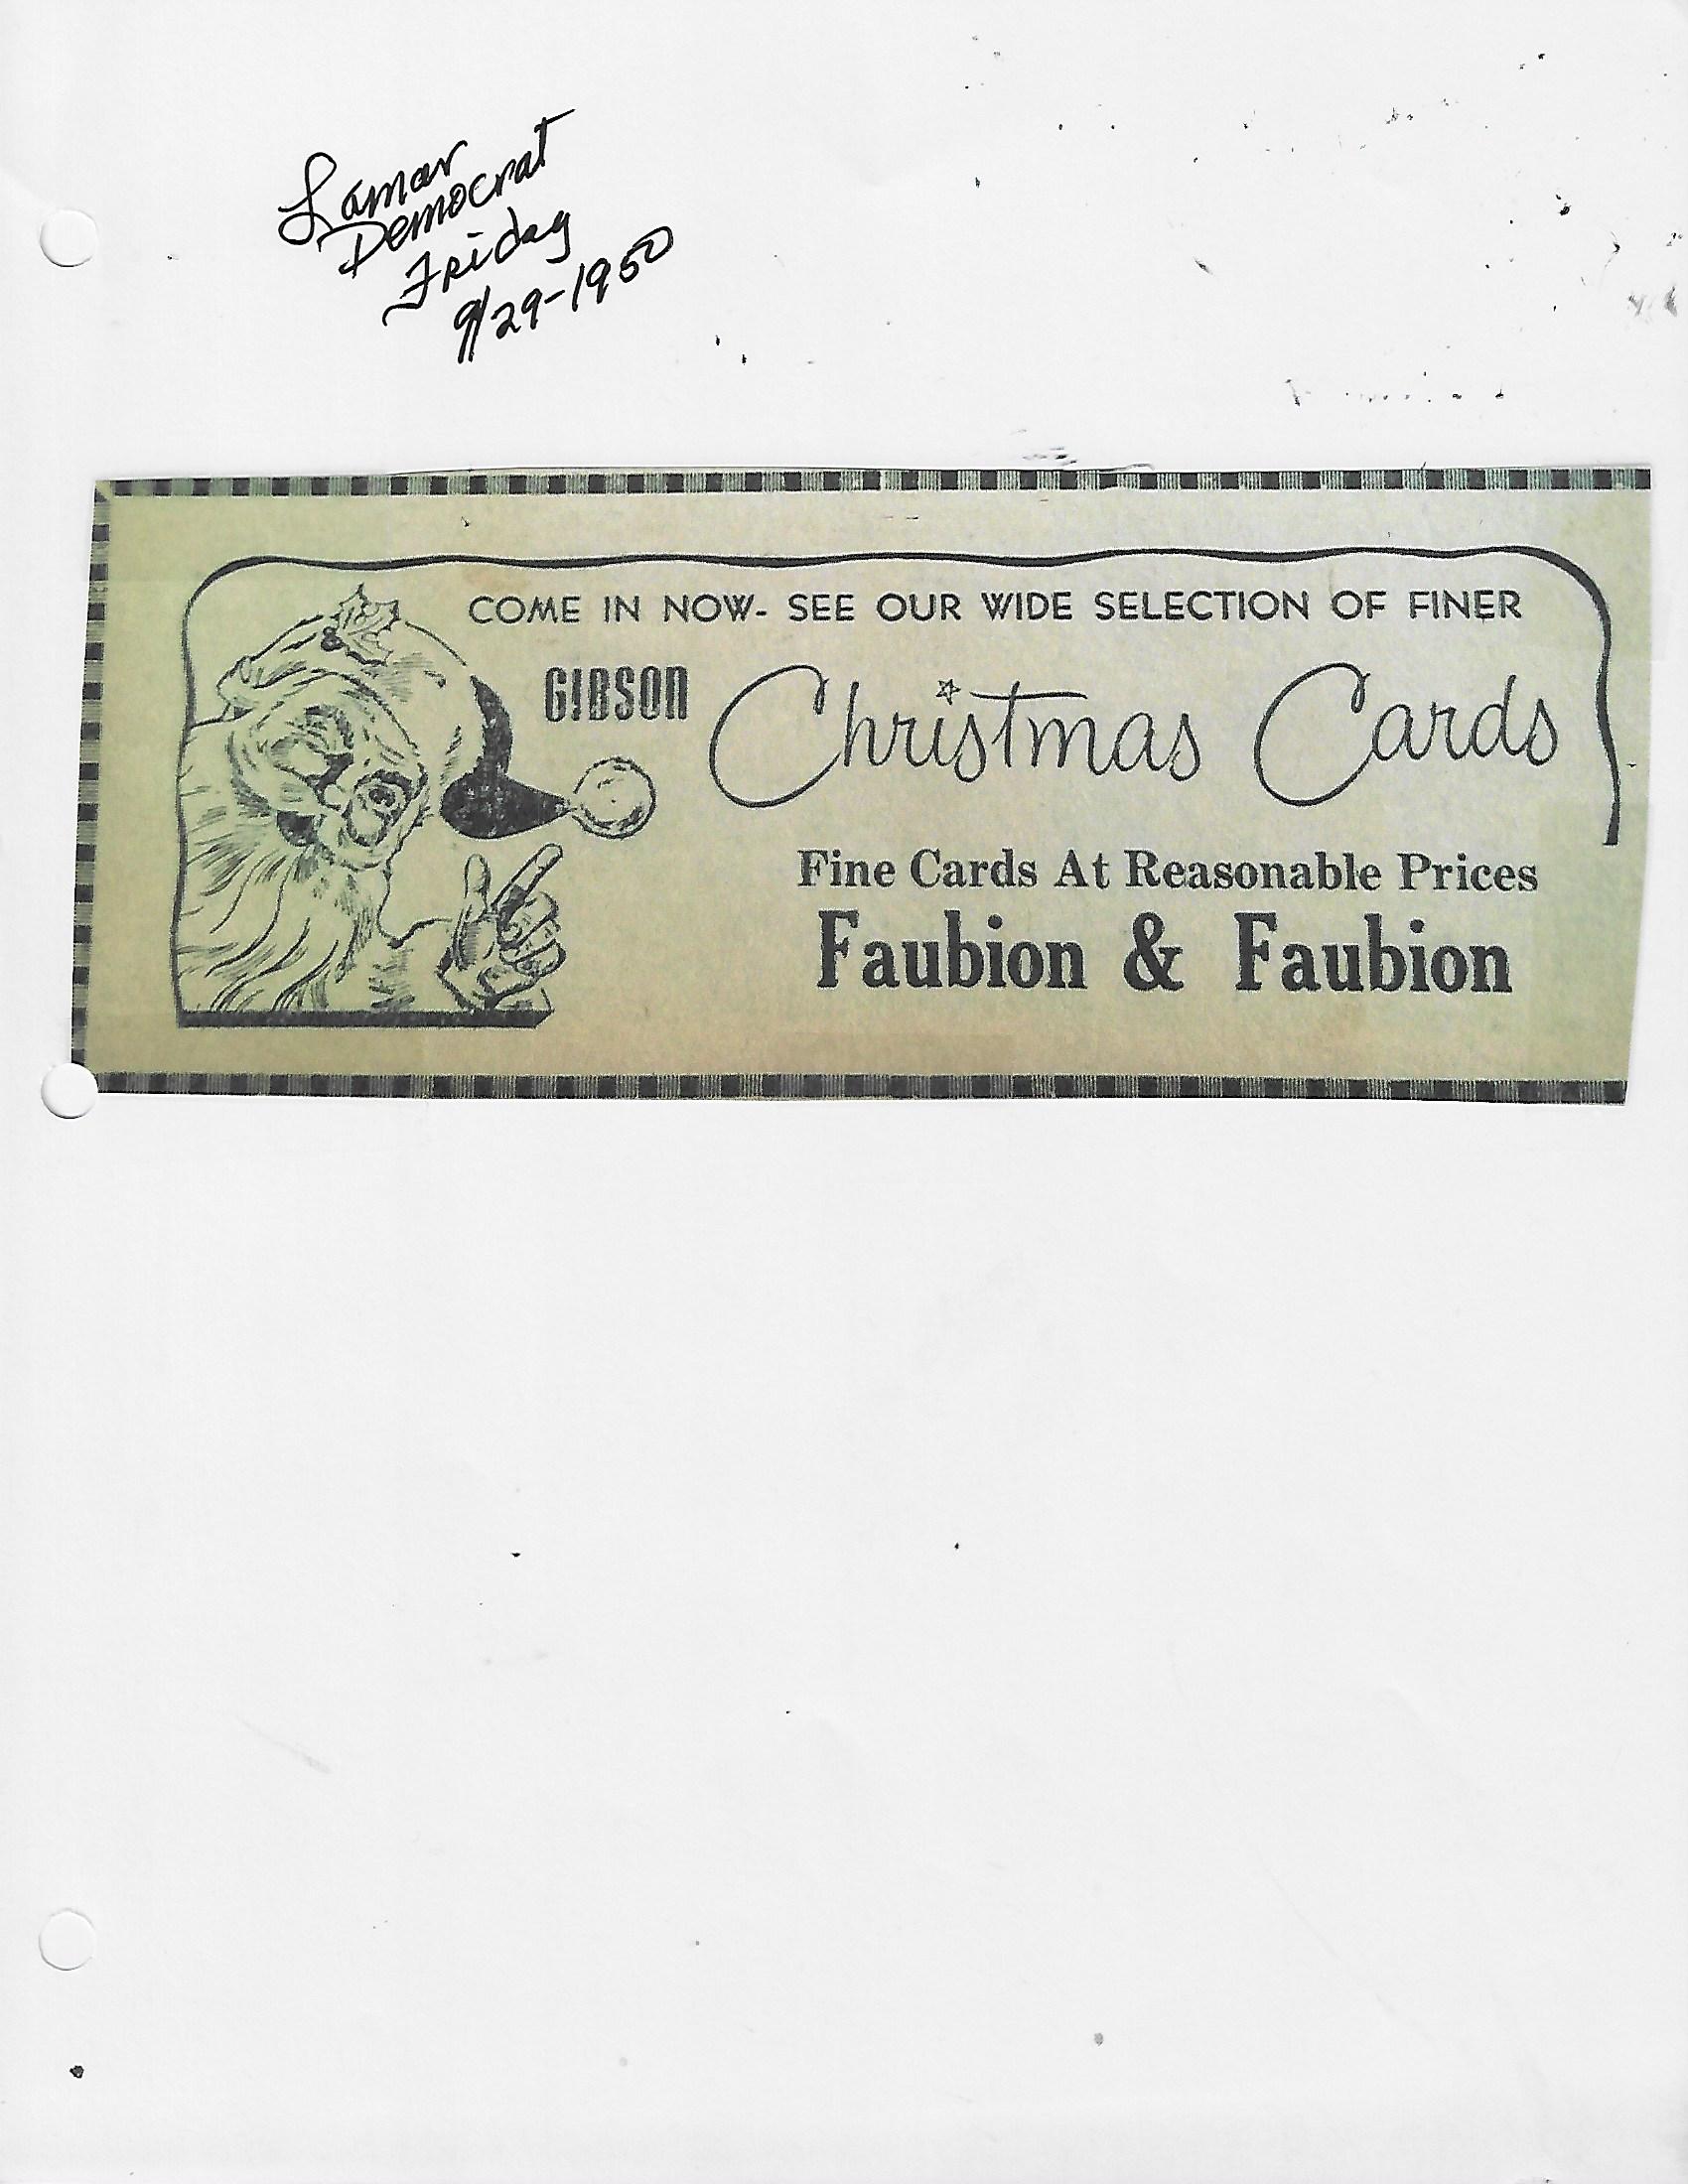 Lamar
Democrat
Friday
9/29-1950
COME IN NOW- SEE OUR WIDE SELECTION OF FINER
GIBSON Christmas Cards
Fine Cards At Reasonable Prices
Faubion & Faubion